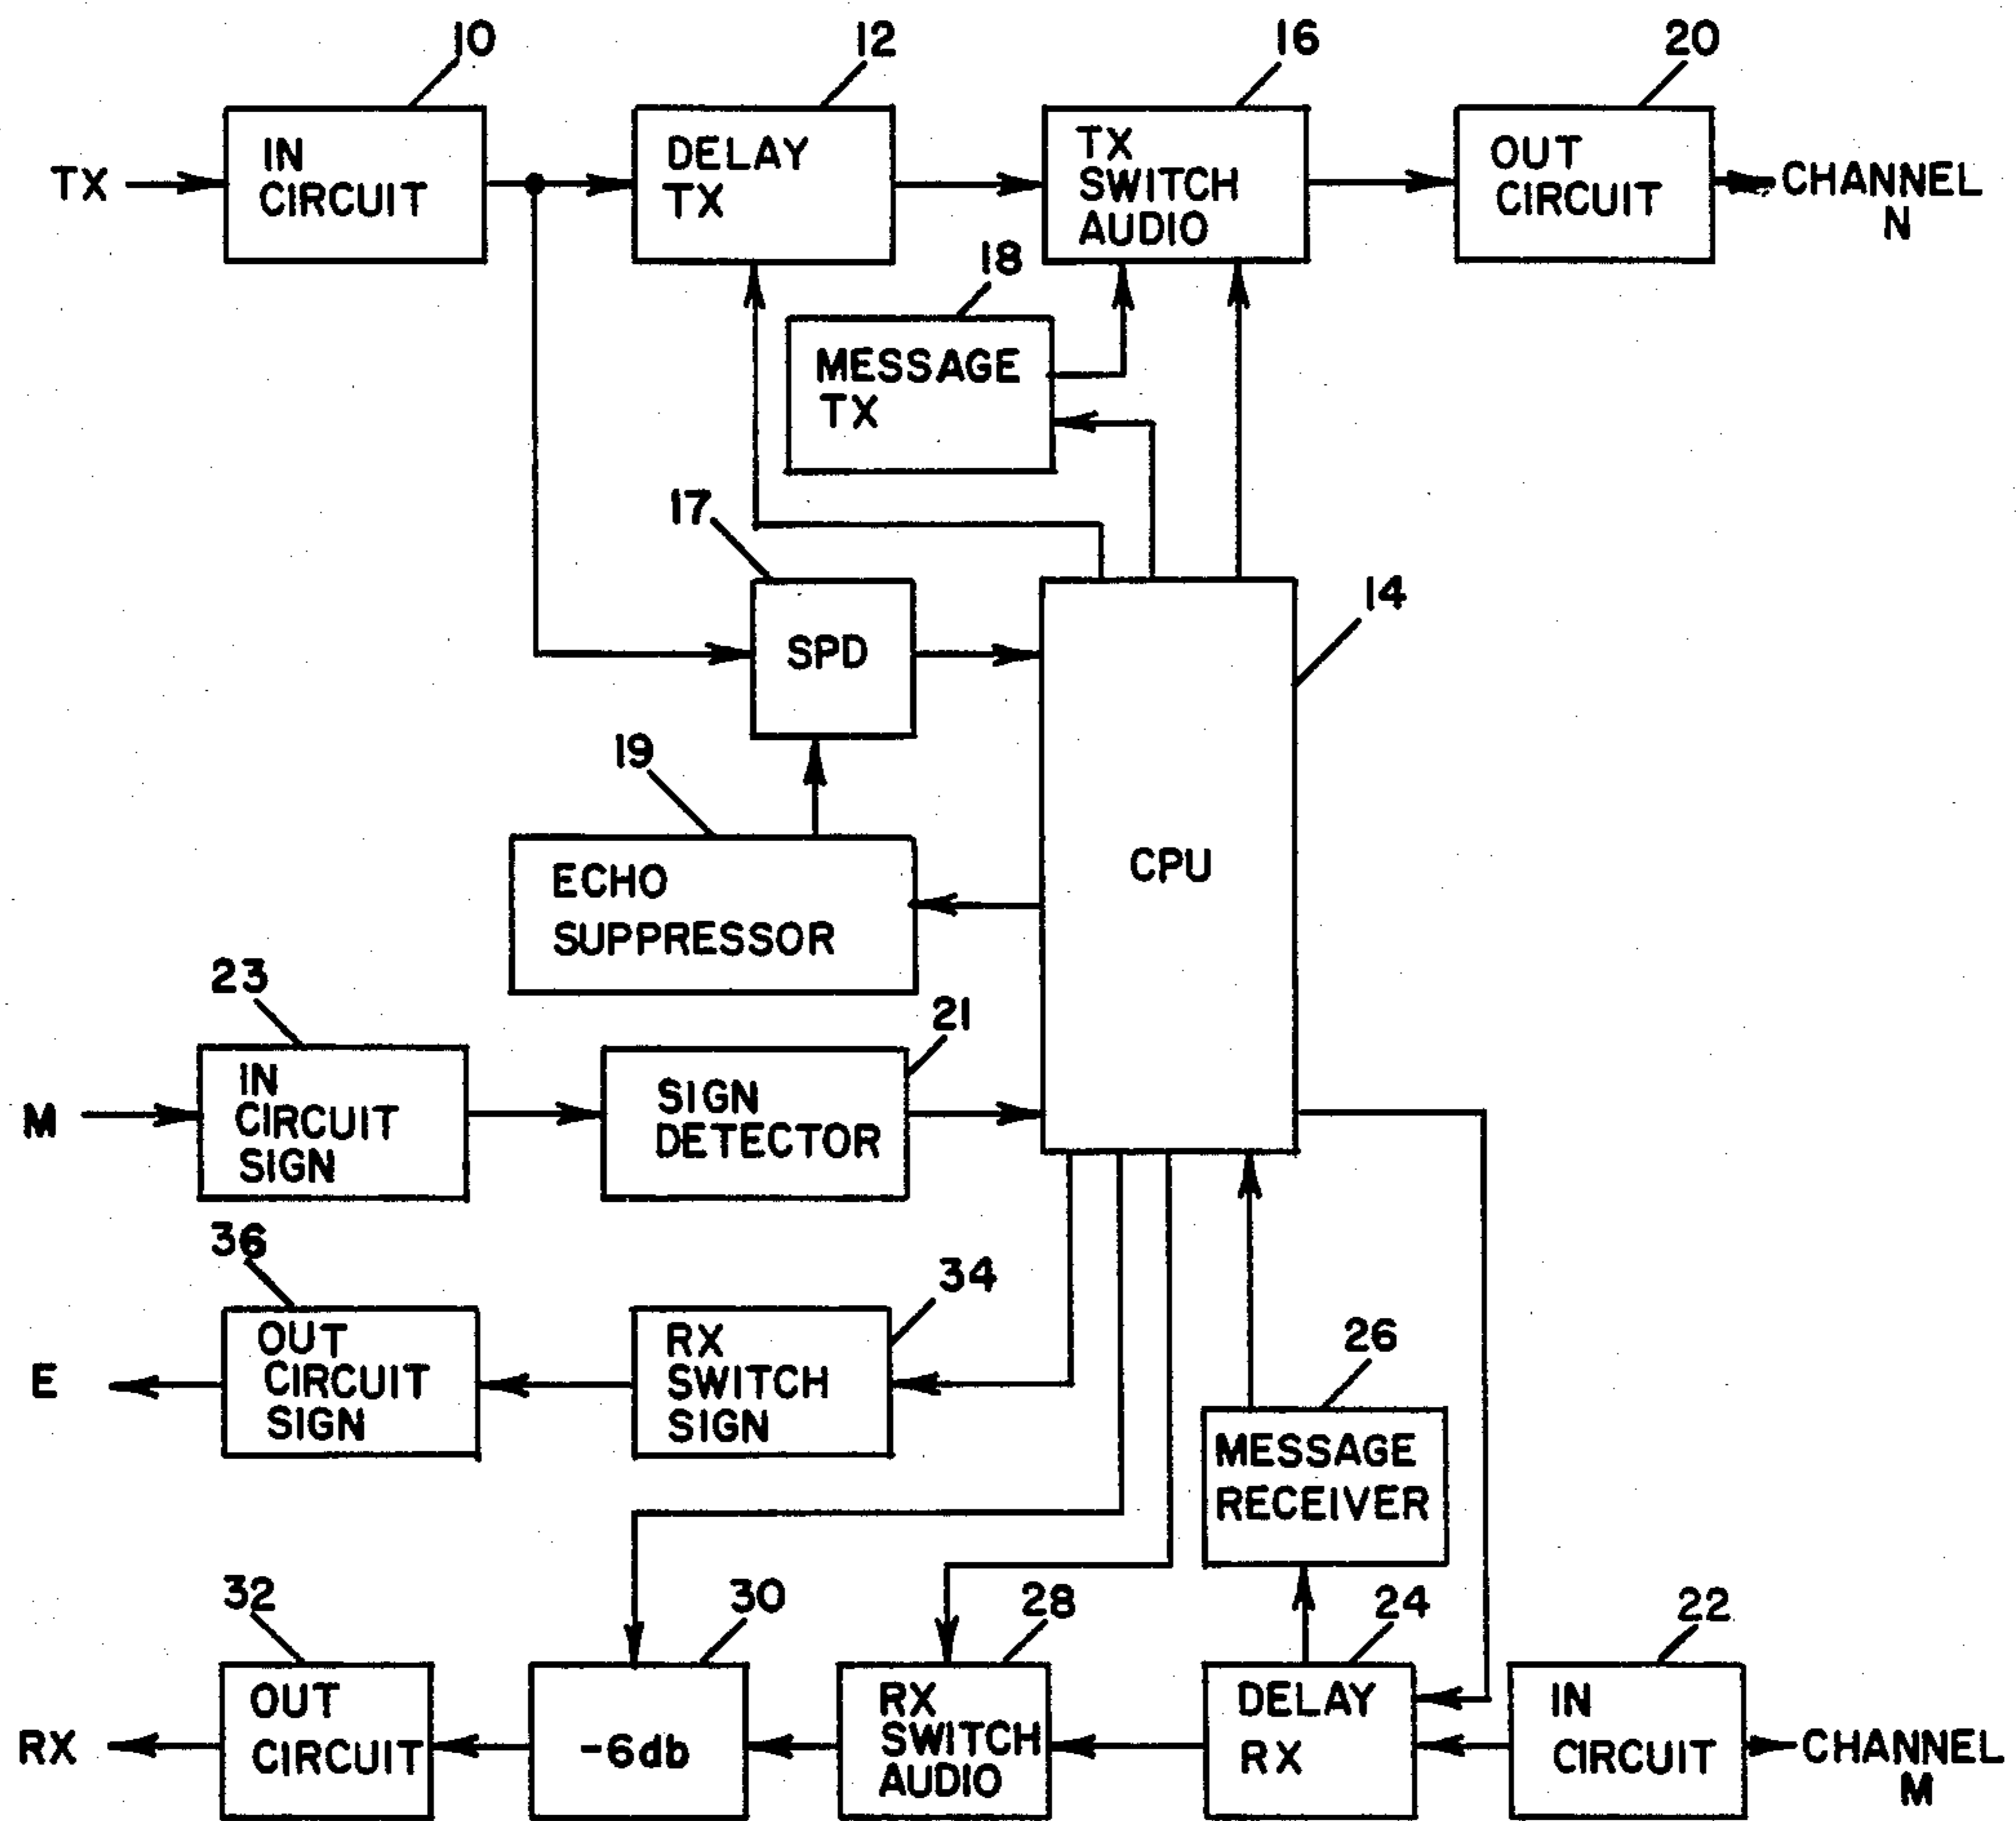 10
12
16
20
TX
IN
CIRCUIT
DELAY
TX
TX
SWITCH
AUDIO
OUT
CIRCUIT
CHANNEL
N
18
MESSAGE
TX
17
SPD
14
CPU
19
ECHO
SUPPRESSOR
23
21
M
IN
CIRCUIT
SIGN
SIGN
DETECTOR
36
34
E
OUT
CIRCUIT
SIGN
RX
SWITCH
SIGN
26
MESSAGE
RECEIVER
32
30
28
24
22
RX
OUT
CIRCUIT
-6db
RX
SWITCH
AUDIO
DELAY
RX
IN
CIRCUIT
CHANNEL
M